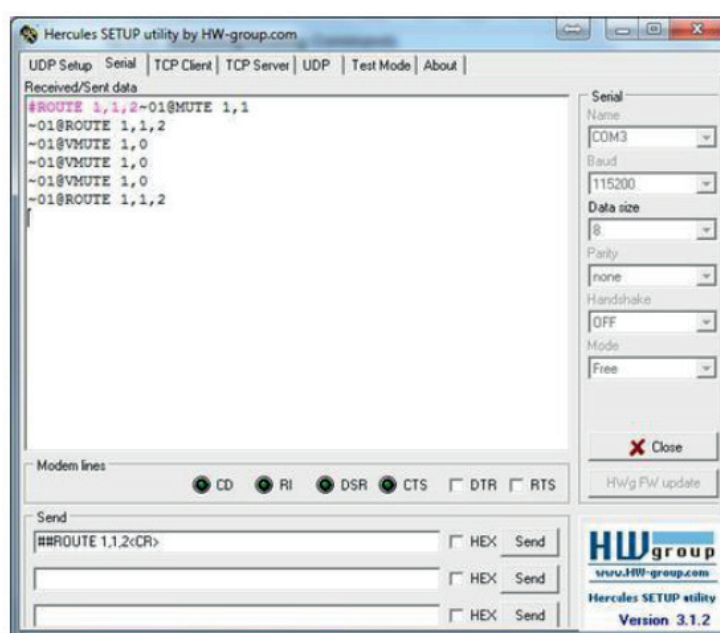 Hercules SETUP utility by HW-group.com
UDP Setup Serial TCP Client TCP Server UDP Test Mode About
Received/Sent data
#ROUTE 1,1,2~01@MUTE 1,1
~01@ROUTE 1,1,2
~01@VMUTE 1,0
~01@VMUTE 1,0
~01@VMUTE 1,0
~01@ROUTE 1,1,2
Serial
Name
COM3
Baud
115200
Data size
8
Parity
none
Handshake
OFF
Mode
Free
Close
HWg FW update
Modem lines
CD RI DSR CTS DTR RTS
Send
##ROUTE 1,1,2<CR> HEX Send
HEX Send
HEX Send
HW group
www.HW-group.com
Hercules SETUP utility
Version 3.1.2